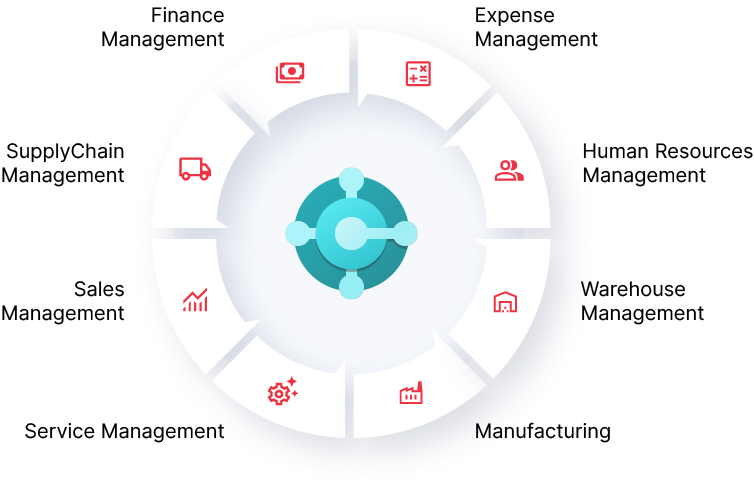 Finance
Management
Expense
Management
SupplyChain
Management
Human Resources
Management
Sales
Management
Warehouse
Management
Service Management
Manufacturing